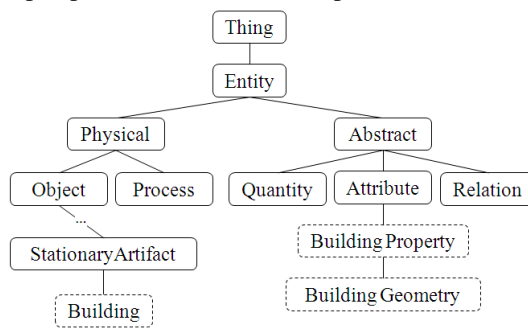 Thing
Entity
Physical
Abstract
Object
Process
Quantity
Attribute
Relation
...
StationaryArtifact
Building Property
Building
Building Geometry